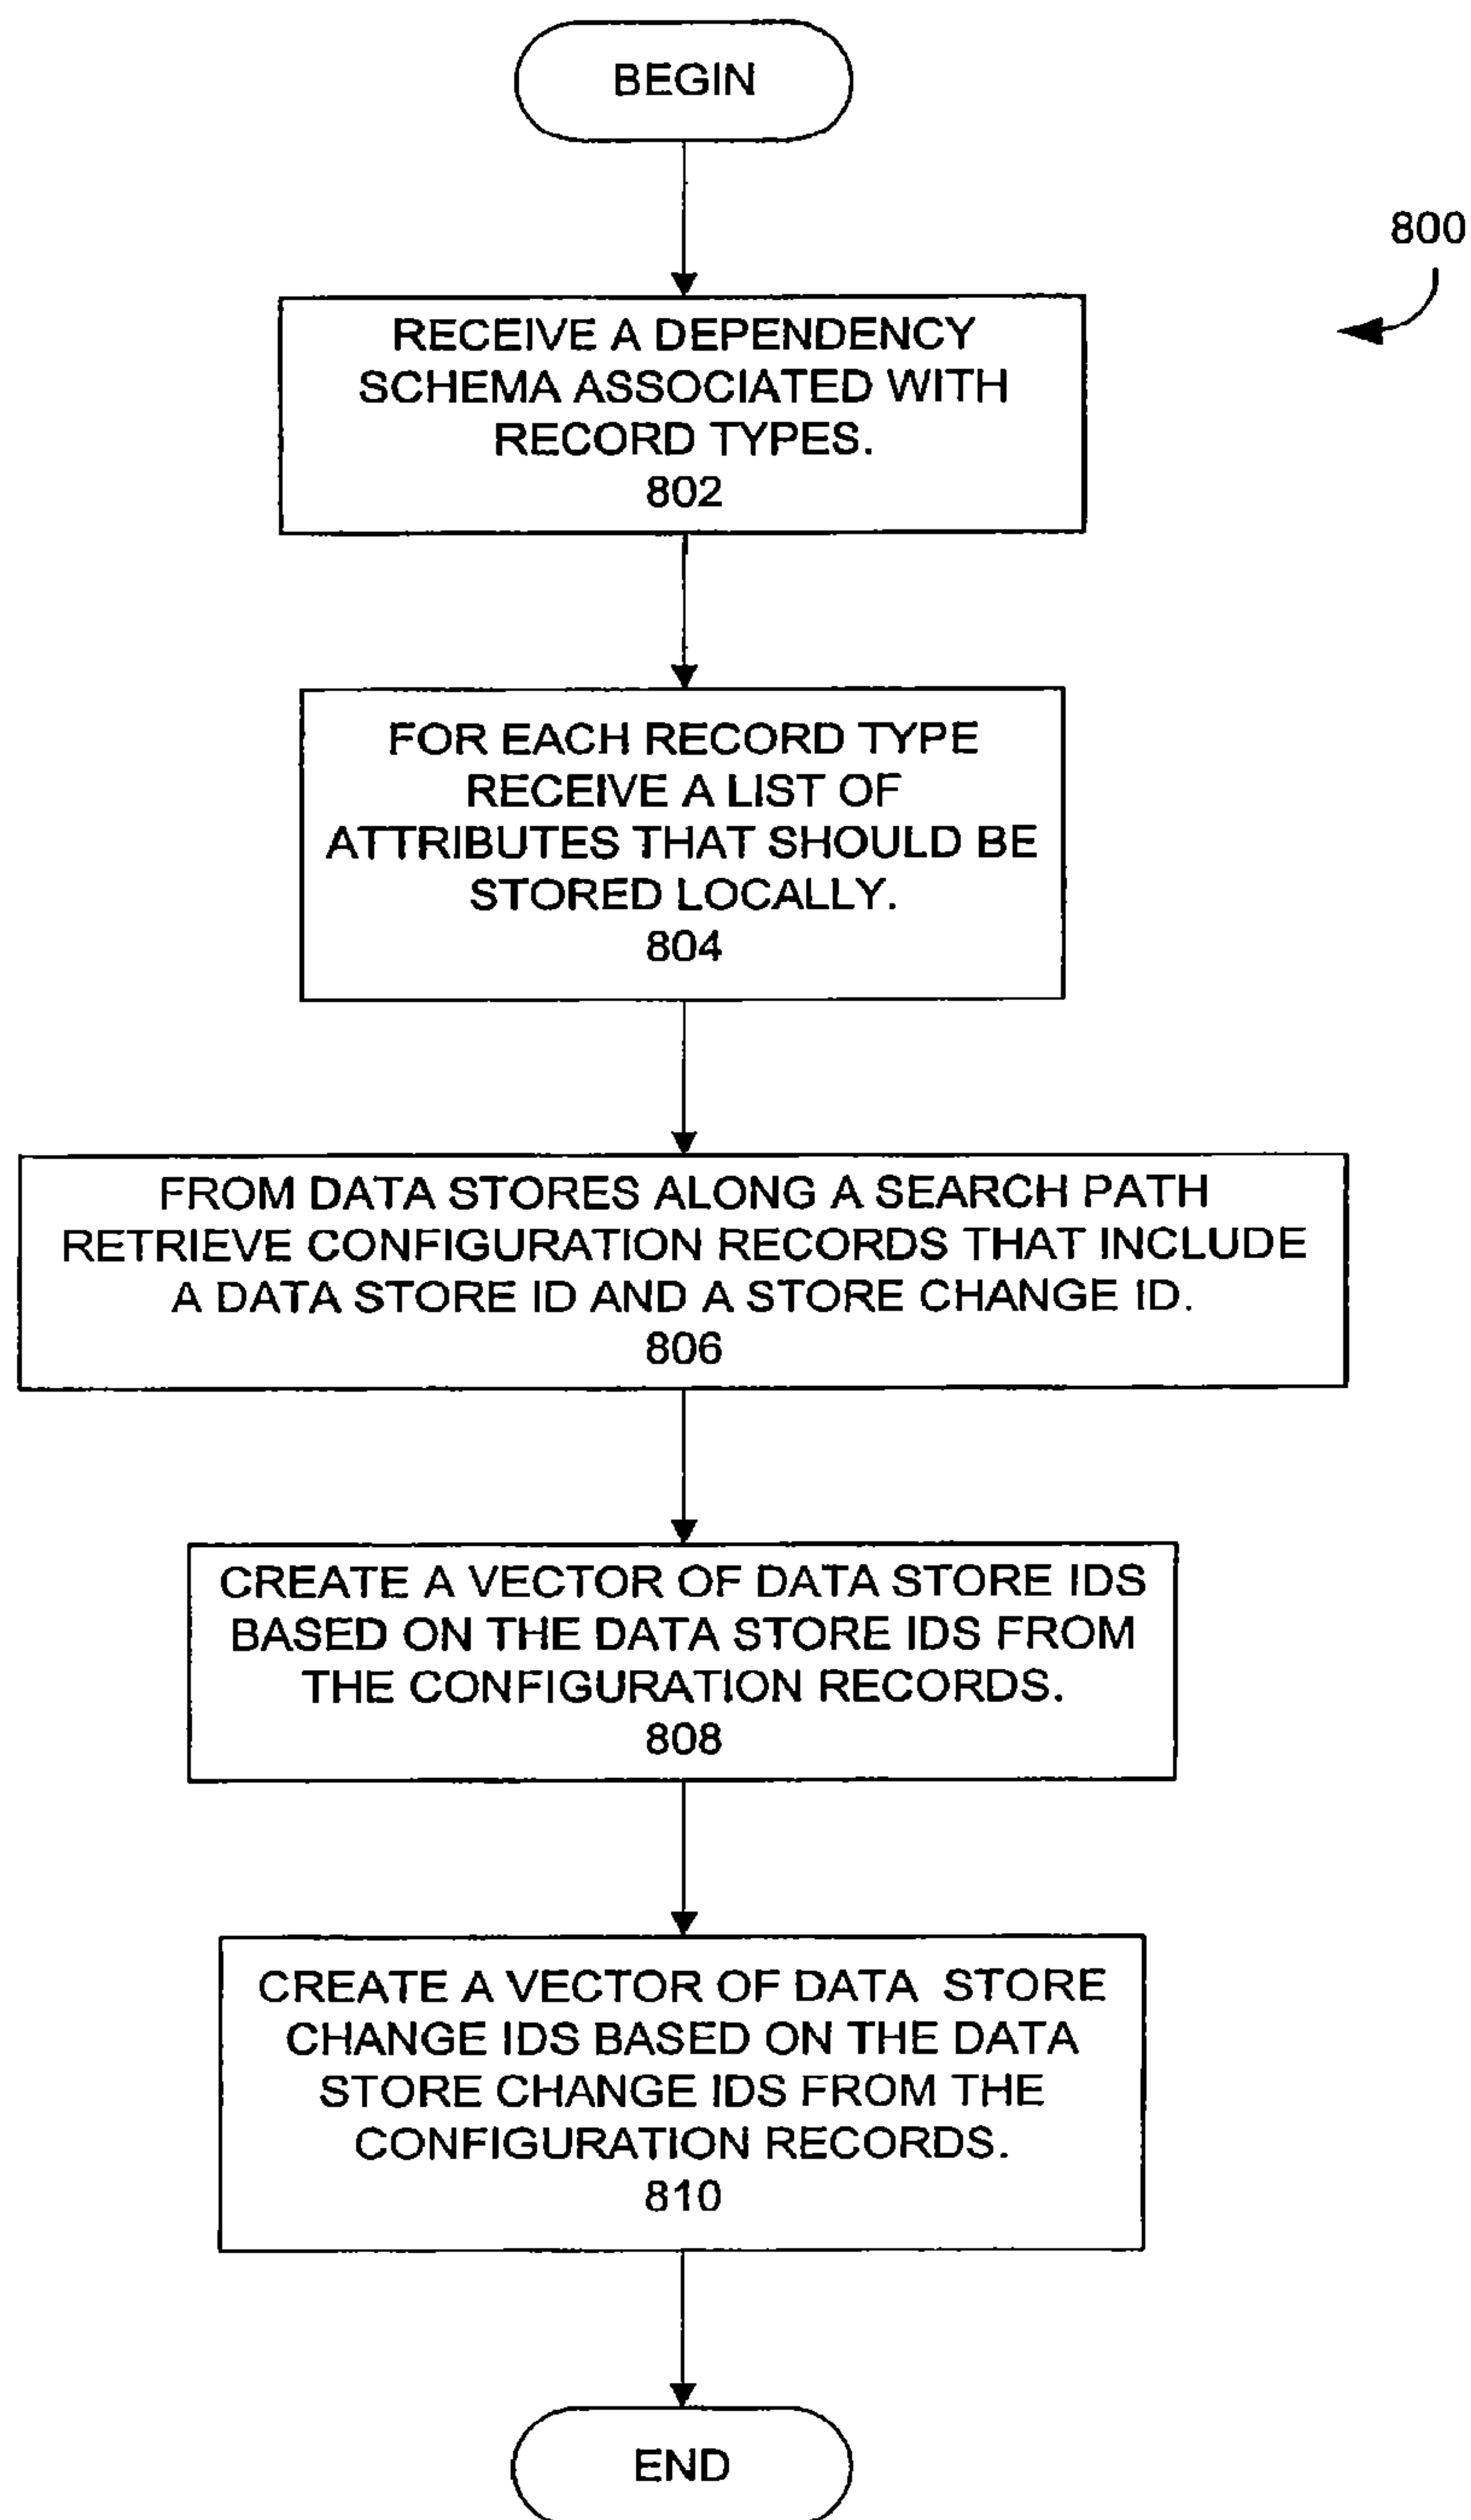 BEGIN
800
RECEIVE A DEPENDENCY
SCHEMA ASSOCIATED WITH
RECORD TYPES.
802
FOR EACH RECORD TYPE
RECEIVE A LIST OF
ATTRIBUTES THAT SHOULD BE
STORED LOCALLY.
804
FROM DATA STORES ALONG A SEARCH PATH
RETRIEVE CONFIGURATION RECORDS THAT INCLUDE
A DATA STORE ID AND A STORE CHANGE ID.
806
CREATE A VECTOR OF DATA STORE IDS
BASED ON THE DATA STORE IDS FROM
THE CONFIGURATION RECORDS.
808
CREATE A VECTOR OF DATA STORE
CHANGE IDS BASED ON THE DATA
STORE CHANGE IDS FROM THE
CONFIGURATION RECORDS.
810
END